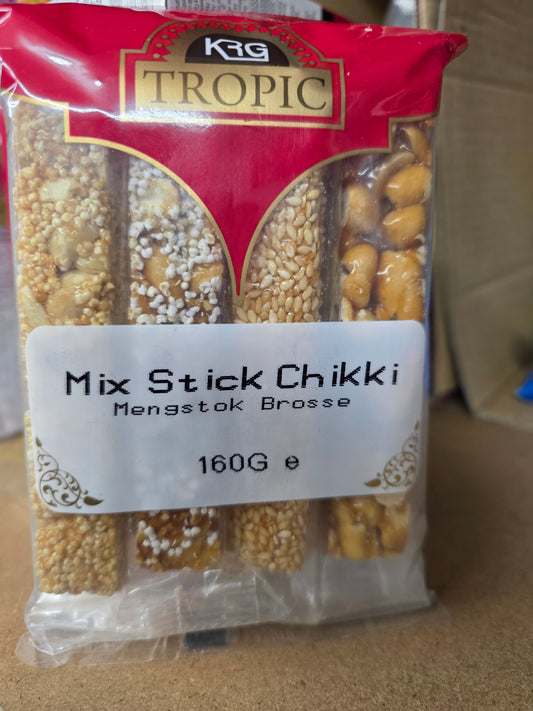 KRG
TROPIC
Mix Stick Chikki
Mengstok Brosse
160G e